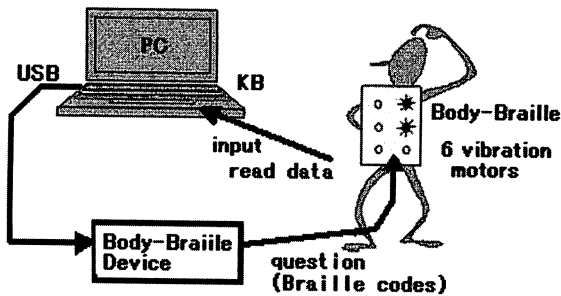 PC
USB
KB
Body-Braille
6 vibration
motors
input
read data
Body-Braiile
Device
question
(Braille codes)